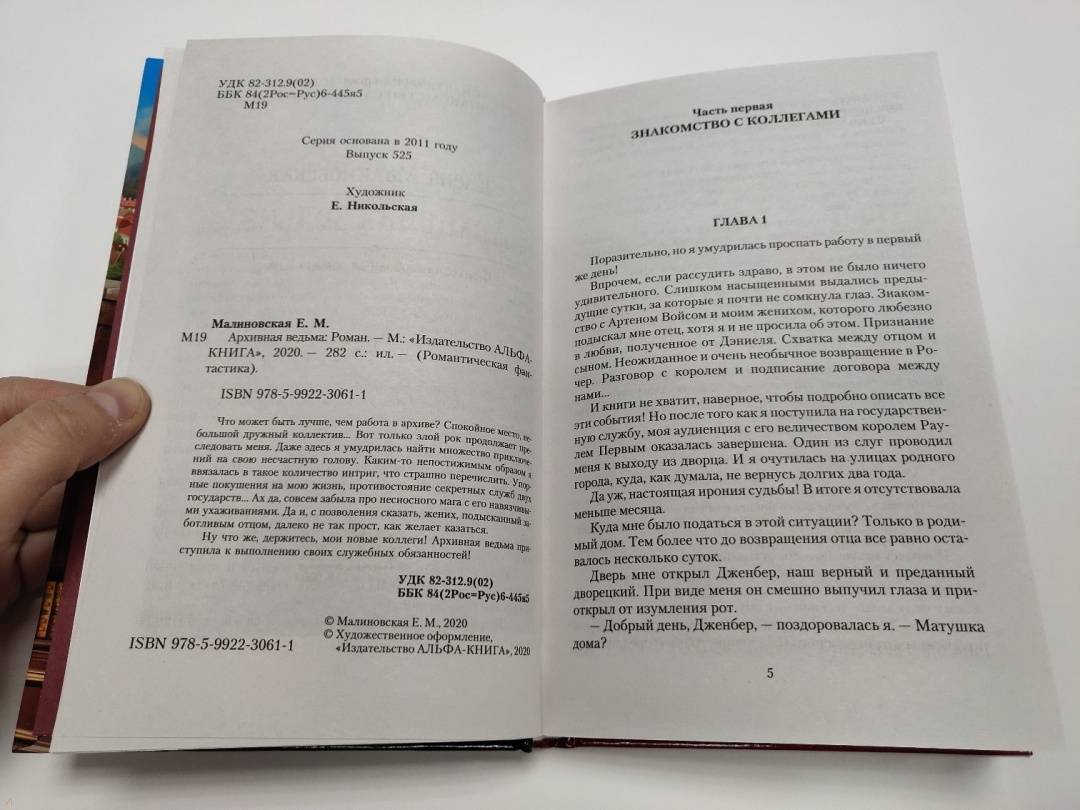 УДК 82-312.9(02)
ББК 84(2Рос=Рус)6-445я5
М19
Серия основана в 2011 году
Выпуск 525
Художник
Е. Никольская
Малиновская Е. М.
М19 Архивная ведьма: Роман. — М.: «Издательство АЛЬФА-
КНИГА», 2020. — 282 с.: ил. — (Романтическая фан-
тастика).
ISBN 978-5-9922-3061-1
Что может быть лучше, чем работа в архиве? Спокойное место, не-
большой дружный коллектив... Вот только злой рок продолжает пре-
следовать меня. Даже здесь я умудрилась найти множество приключе-
ний на свою несчастную голову. Каким-то непостижимым образом я
ввязалась в такое количество интриг, что страшно перечислить. Упор-
ные покушения на мою жизнь, противостояние секретных служб двух
государств... Ах да, совсем забыла про несносного мага с его навязчивы-
ми ухаживаниями. Да и, с позволения сказать, жених, подысканный за-
ботливым отцом, далеко не так прост, как желает казаться.
Ну что же, держитесь, мои новые коллеги! Архивная ведьма при-
ступила к выполнению своих служебных обязанностей!
УДК 82-312.9(02)
ББК 84(2Рос=Рус)6-445я5
© Малиновская Е. М., 2020
© Художественное оформление,
ISBN 978-5-9922-3061-1 «Издательство АЛЬФА-КНИГА», 2020
Часть первая
ЗНАКОМСТВО С КОЛЛЕГАМИ
ГЛАВА 1
Поразительно, но я умудрилась проспать работу в первый
же день!
Впрочем, если рассудить здраво, в этом не было ничего
удивительного. Слишком насыщенными выдались преды-
дущие сутки, за которые я почти не сомкнула глаз. Знаком-
ство с Артеном Войсом и моим женихом, которого любезно
подыскал мне отец, хотя я и не просила об этом. Признание
в любви, полученное от Дэниеля. Схватка между отцом и
сыном. Неожиданное и очень необычное возвращение в Ро-
чер. Разговор с королем и подписание договора между
нами...
И книги не хватит, наверное, чтобы подробно описать все
эти события! Но после того как я поступила на государствен-
ную службу, моя аудиенция с его величеством королем Рау-
лем Первым оказалась завершена. Один из слуг проводил
меня к выходу из дворца. И я очутилась на улицах родного
города, куда, как думала, не вернусь долгих два года.
Да уж, настоящая ирония судьбы! В итоге я отсутствовала
меньше месяца.
Куда мне было податься в этой ситуации? Только в роди-
мый дом. Тем более что до возвращения отца все равно оста-
валось несколько суток.
Дверь мне открыл Дженбер, наш верный и преданный
дворецкий. При виде меня он смешно выпучил глаза и при-
открыл от изумления рот.
— Добрый день, Дженбер, — поздоровалась я. — Матушка
дома?
5